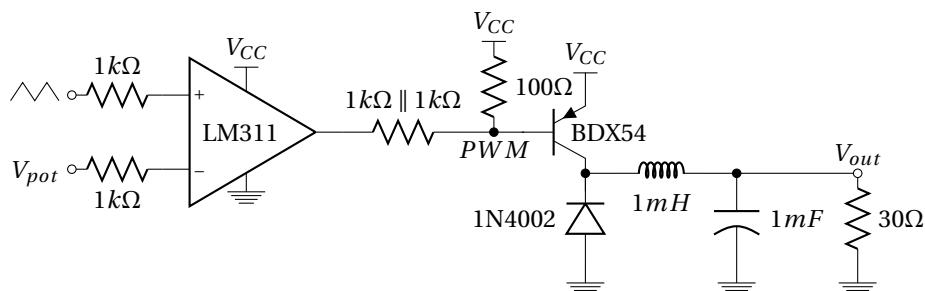 V_CC
V_CC
V_CC
1kΩ
100Ω
1kΩ ∥ 1kΩ
+
LM311
BDX54
PWM
V_out
V_pot
−
1kΩ
1mH
1N4002
1mF
30Ω